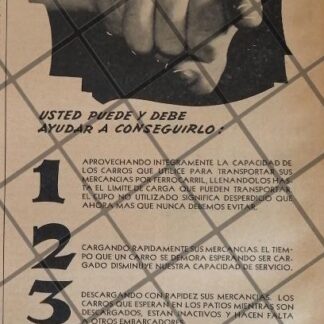 USTED PUEDE Y DEBE
AYUDAR A CONSEGUIRLO:
1
APROVECHANDO INTEGRAMENTE LA CAPACIDAD DE
LOS CARROS QUE UTILICE PARA TRANSPORTAR SUS
MERCANCIAS POR FERROCARRIL, LLENANDOLOS HAS-
TA EL LIMITE DE CARGA QUE PUEDEN TRANSPORTAR.
EL CUPO NO UTILIZADO SIGNIFICA DESPERDICIO QUE
AHORA MAS QUE NUNCA DEBEMOS EVITAR.
2
CARGANDO RAPIDAMENTE SUS MERCANCIAS. EL TIEM-
PO QUE UN CARRO SE DEMORA ESPERANDO SER CAR-
GADO DISMINUYE NUESTRA CAPACIDAD DE SERVICIO.
3
DESCARGANDO CON RAPIDEZ SUS MERCANCIAS. LOS
CARROS QUE ESPERAN EN LOS PATIOS MIENTRAS SON
DESCARGADOS, ESTAN INACTIVOS Y HACEN FALTA
A OTROS EMBARCADORES.